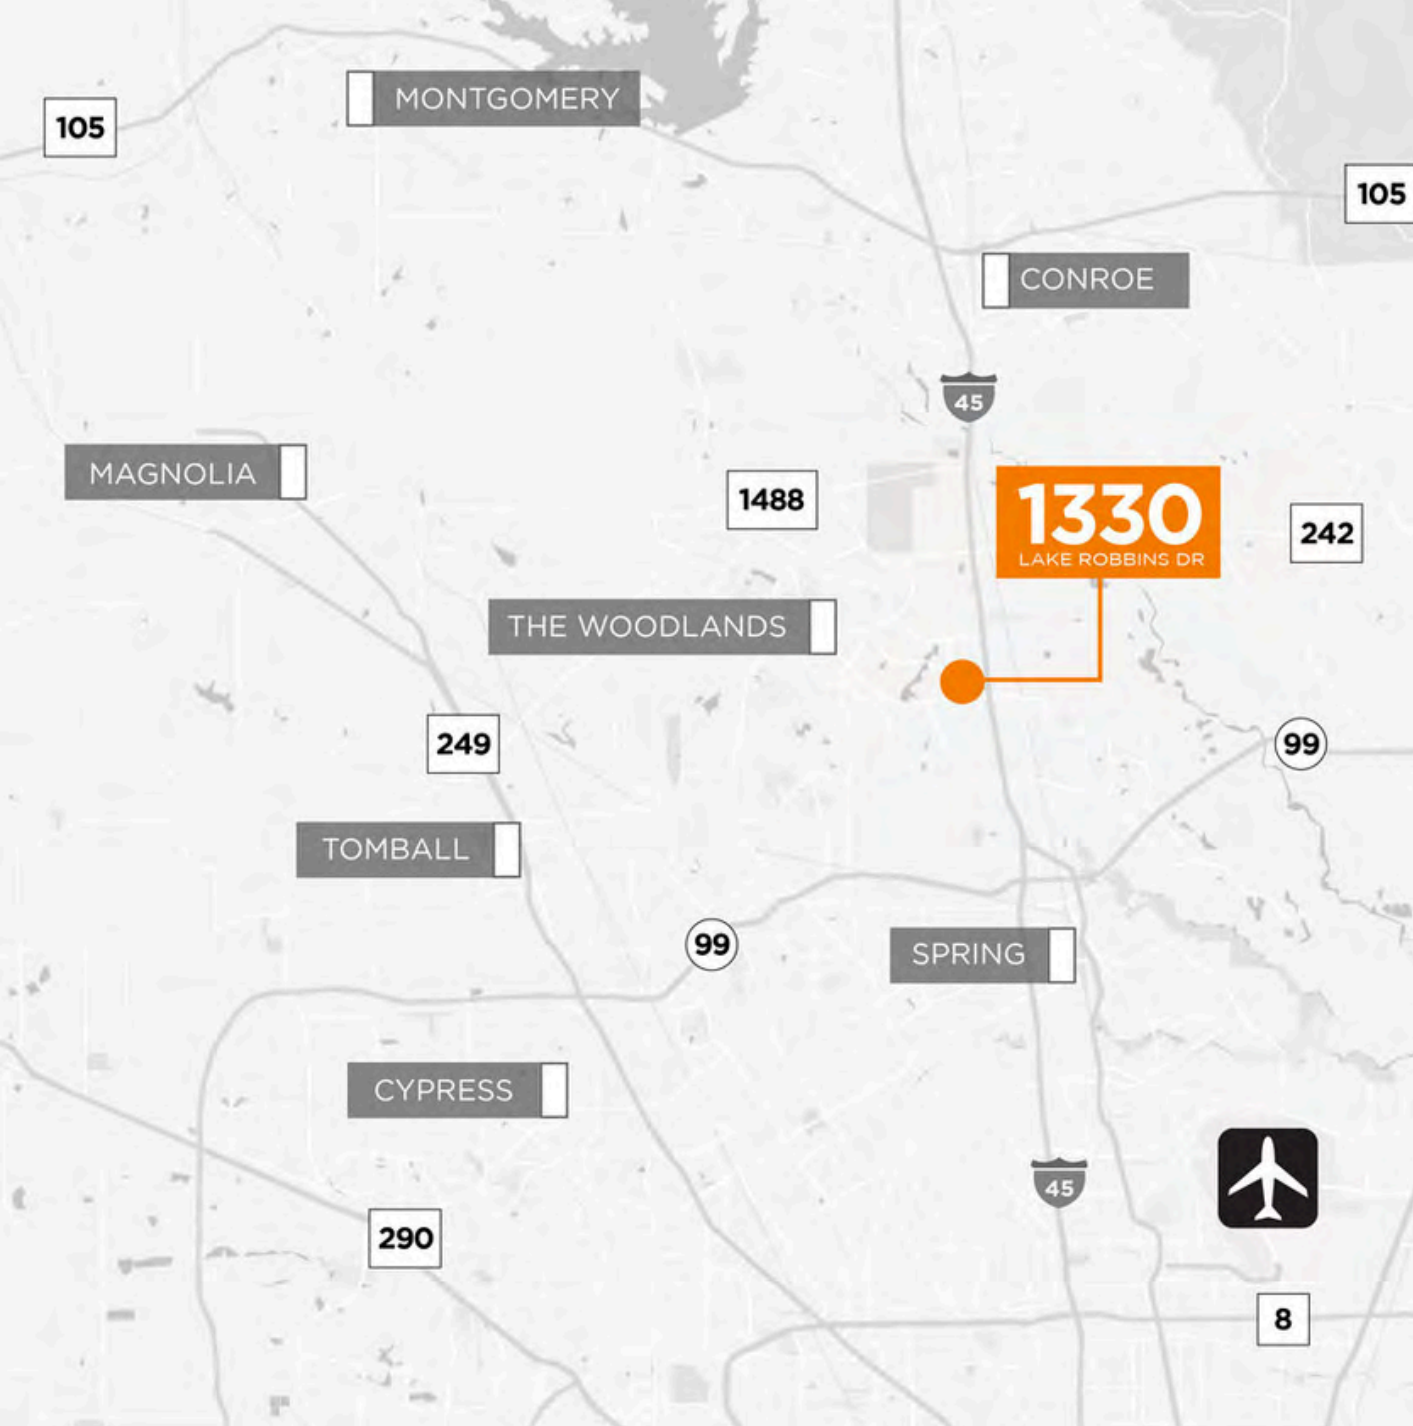 MONTGOMERY
105
105
CONROE
45
MAGNOLIA
1488
1330
LAKE ROBBINS DR
242
THE WOODLANDS
249
99
TOMBALL
99
SPRING
CYPRESS
45
290
8